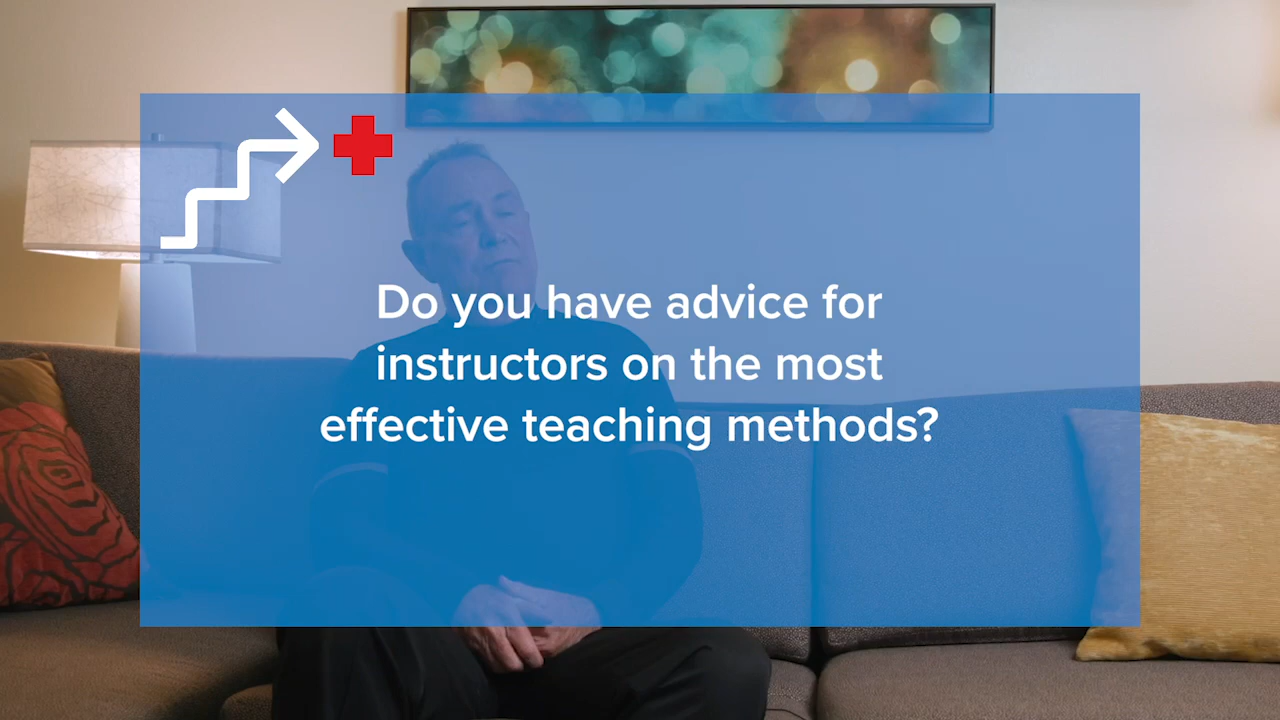 Do you have advice for
instructors on the most
effective teaching methods?